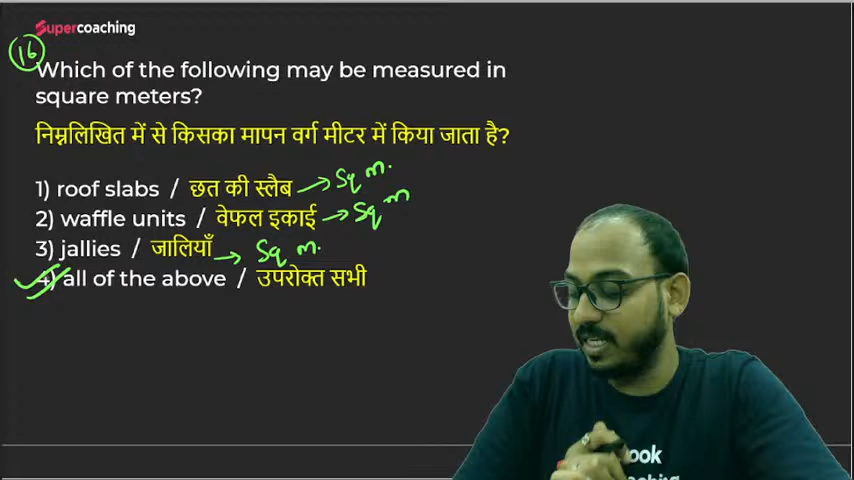 Supercoaching
16
Which of the following may be measured in
square meters?
निम्नलिखित में से किसका मापन वर्ग मीटर में किया जाता है?
1) roof slabs / छत की स्लैब → Sq m.
2) waffle units / वेफल इकाई → Sq m
3) jallies / जालियाँ → Sq m.
4) all of the above / उपरोक्त सभी
ook